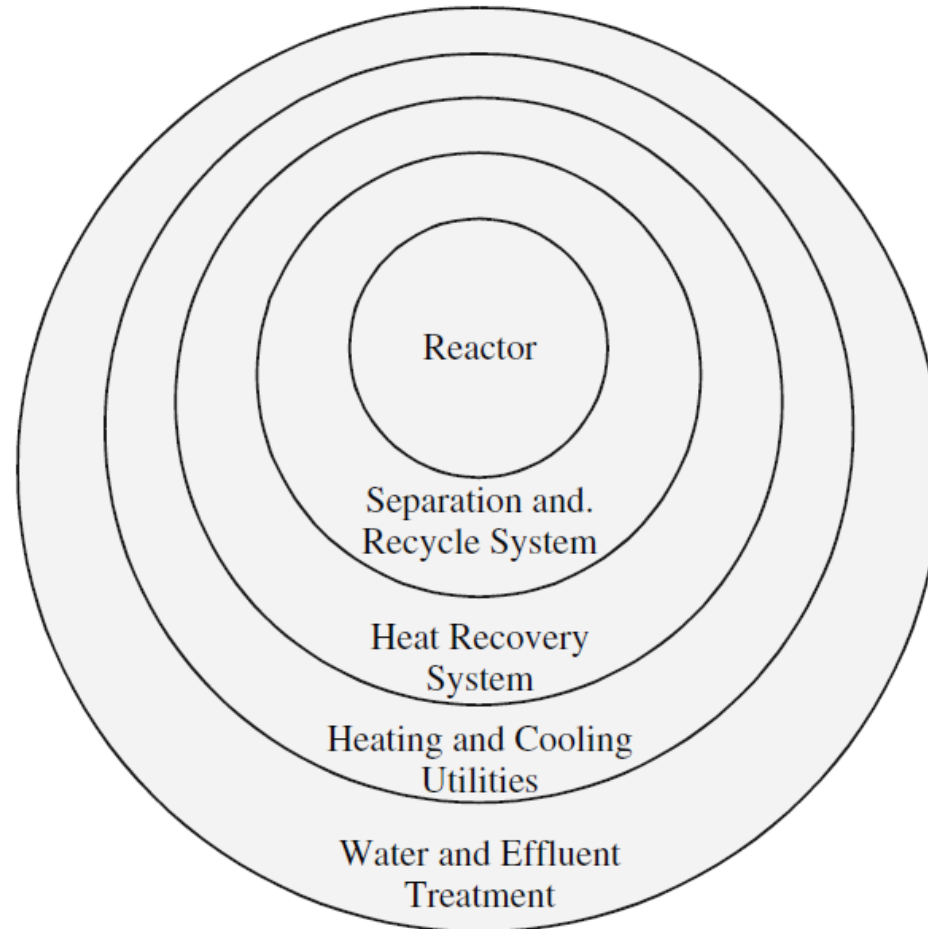 Reactor
Separation and.
Recycle System
Heat Recovery
System
Heating and Cooling
Utilities
Water and Effluent
Treatment